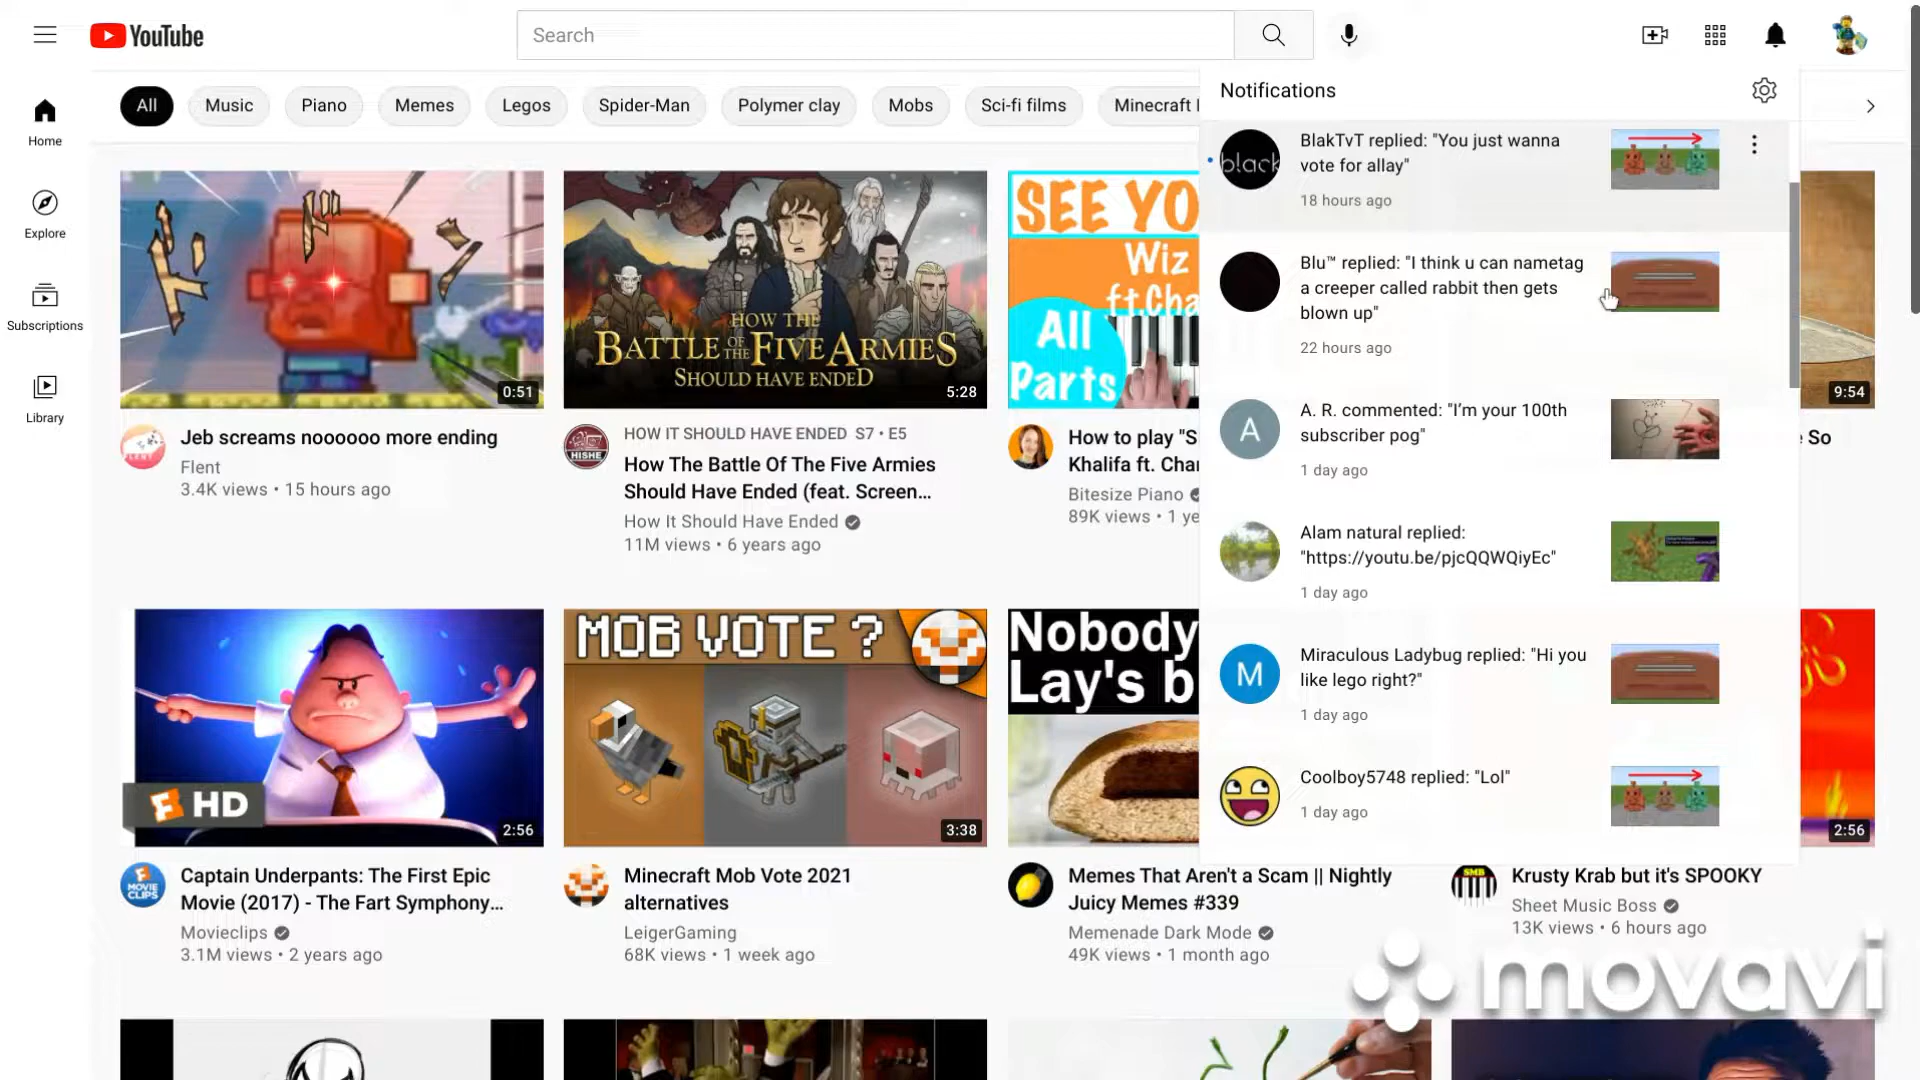 YouTube
Search
All
Music
Piano
Memes
Legos
Spider-Man
Polymer clay
Mobs
Sci-fi films
Minecraft
Home
Explore
Subscriptions
Library
Notifications
black
BlakTvT replied: "You just wanna
vote for allay"
18 hours ago
Blu™ replied: "I think u can nametag
a creeper called rabbit then gets
blown up"
22 hours ago
A
A. R. commented: "I'm your 100th
subscriber pog"
1 day ago
Alam natural replied:
"https://youtu.be/pjcQQWQiyEc"
1 day ago
M
Miraculous Ladybug replied: "Hi you
like lego right?"
1 day ago
Coolboy5748 replied: "Lol"
1 day ago
0:51
FLENT
Jeb screams noooooo more ending
Flent
3.4K views • 15 hours ago
HOW THE
BATTLE OF THE FIVE ARMIES
SHOULD HAVE ENDED
5:28
HISHE
HOW IT SHOULD HAVE ENDED S7 • E5
How The Battle Of The Five Armies
Should Have Ended (feat. Screen...
How It Should Have Ended
11M views • 6 years ago
SEE YO
Wiz
ft.Cha
All
Parts
How to play "S
Khalifa ft. Cha
Bitesize Piano
89K views • 1 ye
9:54
So
HD
2:56
MOVIE
CLIPS
Captain Underpants: The First Epic
Movie (2017) - The Fart Symphony...
Movieclips
3.1M views • 2 years ago
MOB VOTE ?
3:38
Minecraft Mob Vote 2021
alternatives
LeigerGaming
68K views • 1 week ago
Nobody
Lay's b
Memes That Aren't a Scam || Nightly
Juicy Memes #339
Memenade Dark Mode
49K views • 1 month ago
2:56
SMB
Krusty Krab but it's SPOOKY
Sheet Music Boss
13K views • 6 hours ago
movavi